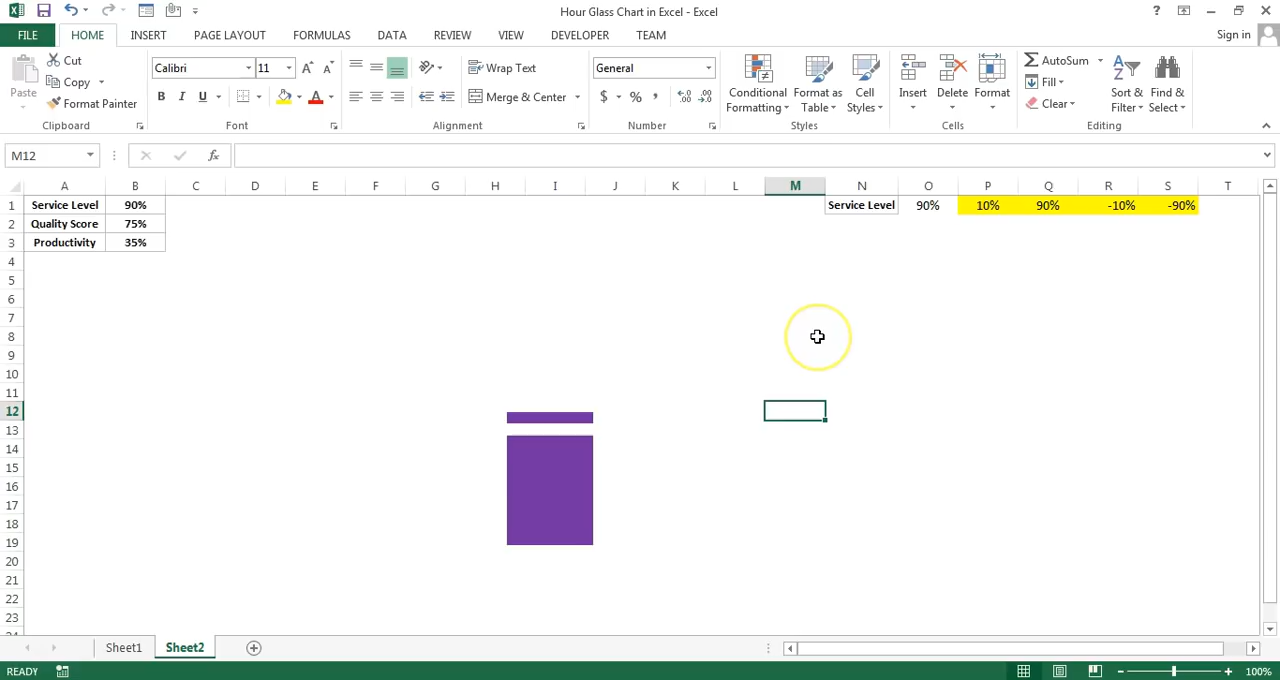 Hour Glass Chart in Excel - Excel
?
FILE HOME INSERT PAGE LAYOUT FORMULAS DATA REVIEW VIEW DEVELOPER TEAM Sign in
Paste
Cut
Copy
Format Painter
Clipboard
Calibri 11 A A
B I U A
Font
Wrap Text
Merge & Center
Alignment
General
$ % ,
Number
Conditional Formatting
Format as Table
Cell Styles
Styles
Insert
Delete
Format
Cells
AutoSum
Fill
Clear
Sort & Filter
Find & Select
Editing
M12 fx
A B C D E F G H I J K L M N O P Q R S T
1 Service Level 90% Service Level 90% 10% 90% -10% -90%
2 Quality Score 75%
3 Productivity 35%
4
5
6
7
8
9
10
11
12
13
14
15
16
17
18
19
20
21
22
23
Sheet1 Sheet2
READY 100%